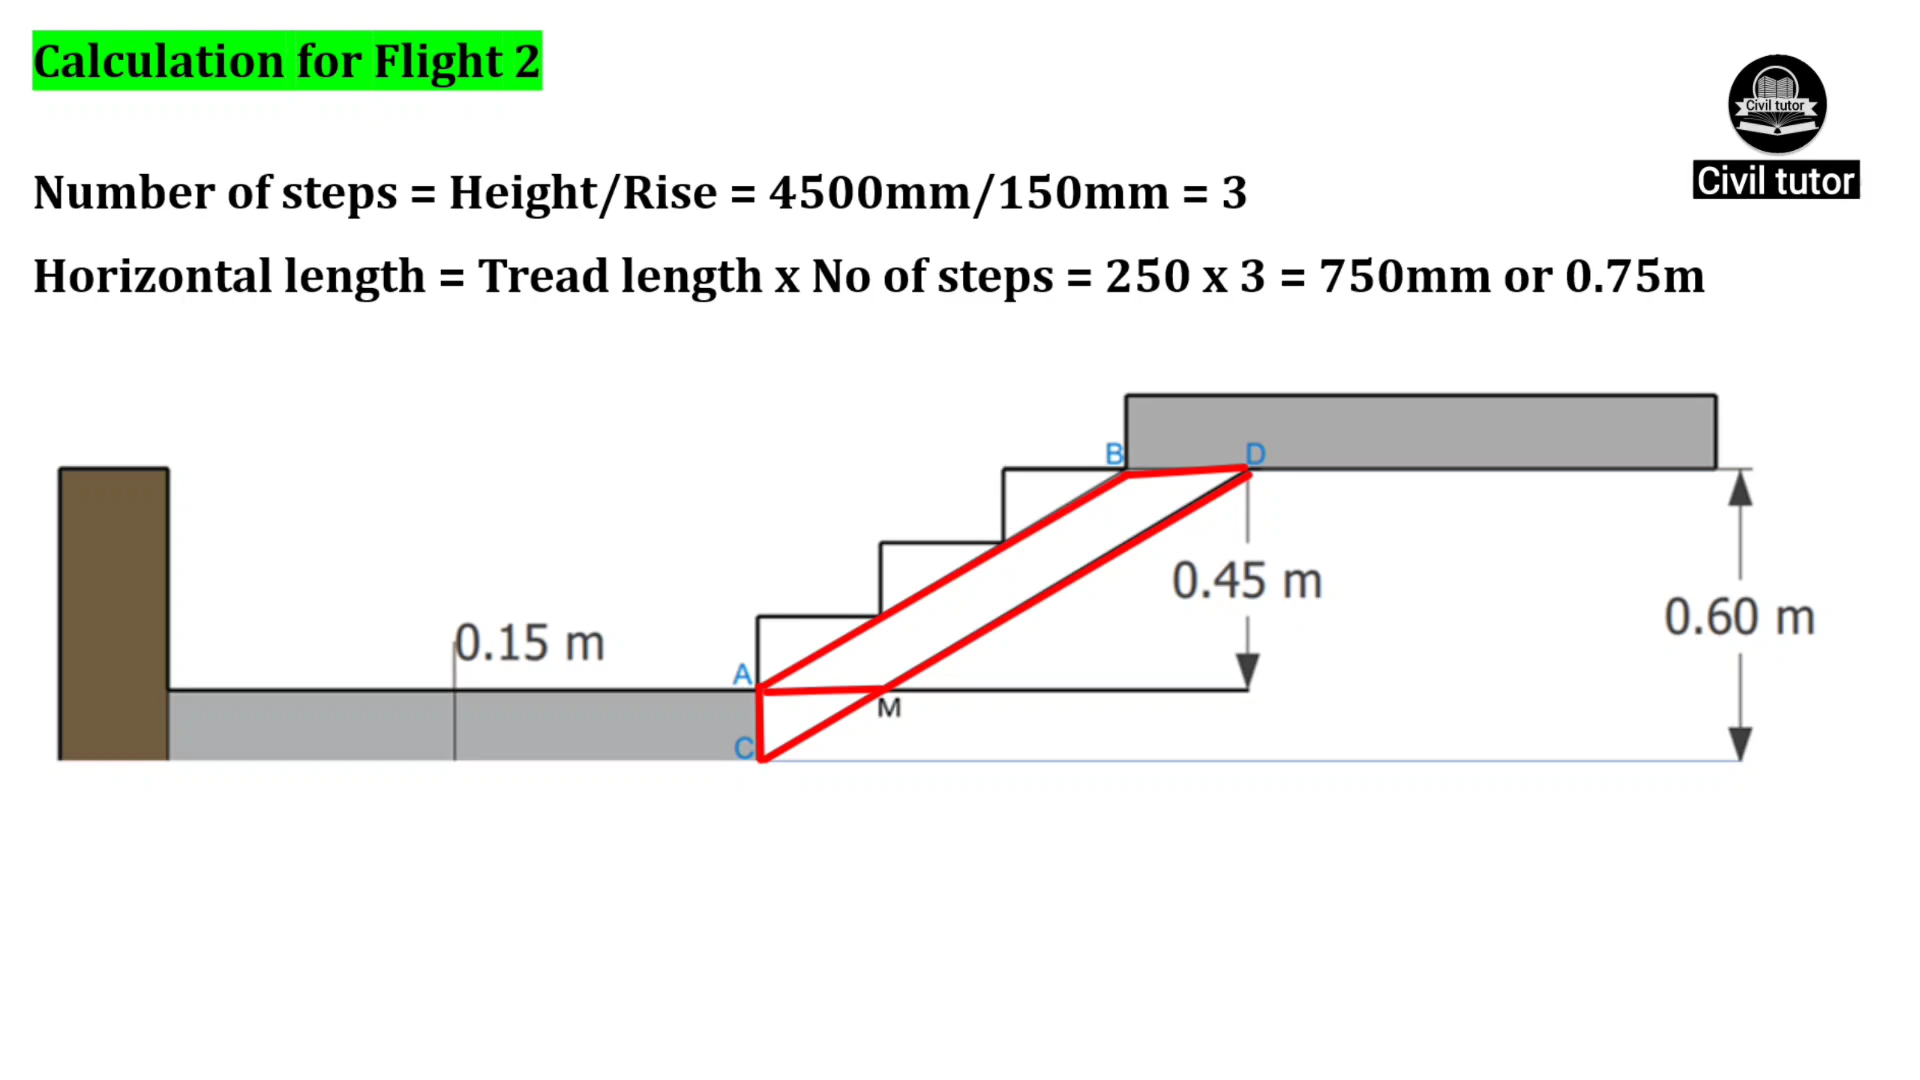 Calculation for Flight 2
Civil tutor
Civil tutor
Number of steps = Height/Rise = 4500mm/150mm = 3
Horizontal length = Tread length x No of steps = 250 x 3 = 750mm or 0.75m
B
D
0.45 m
0.60 m
0.15 m
A
M
C